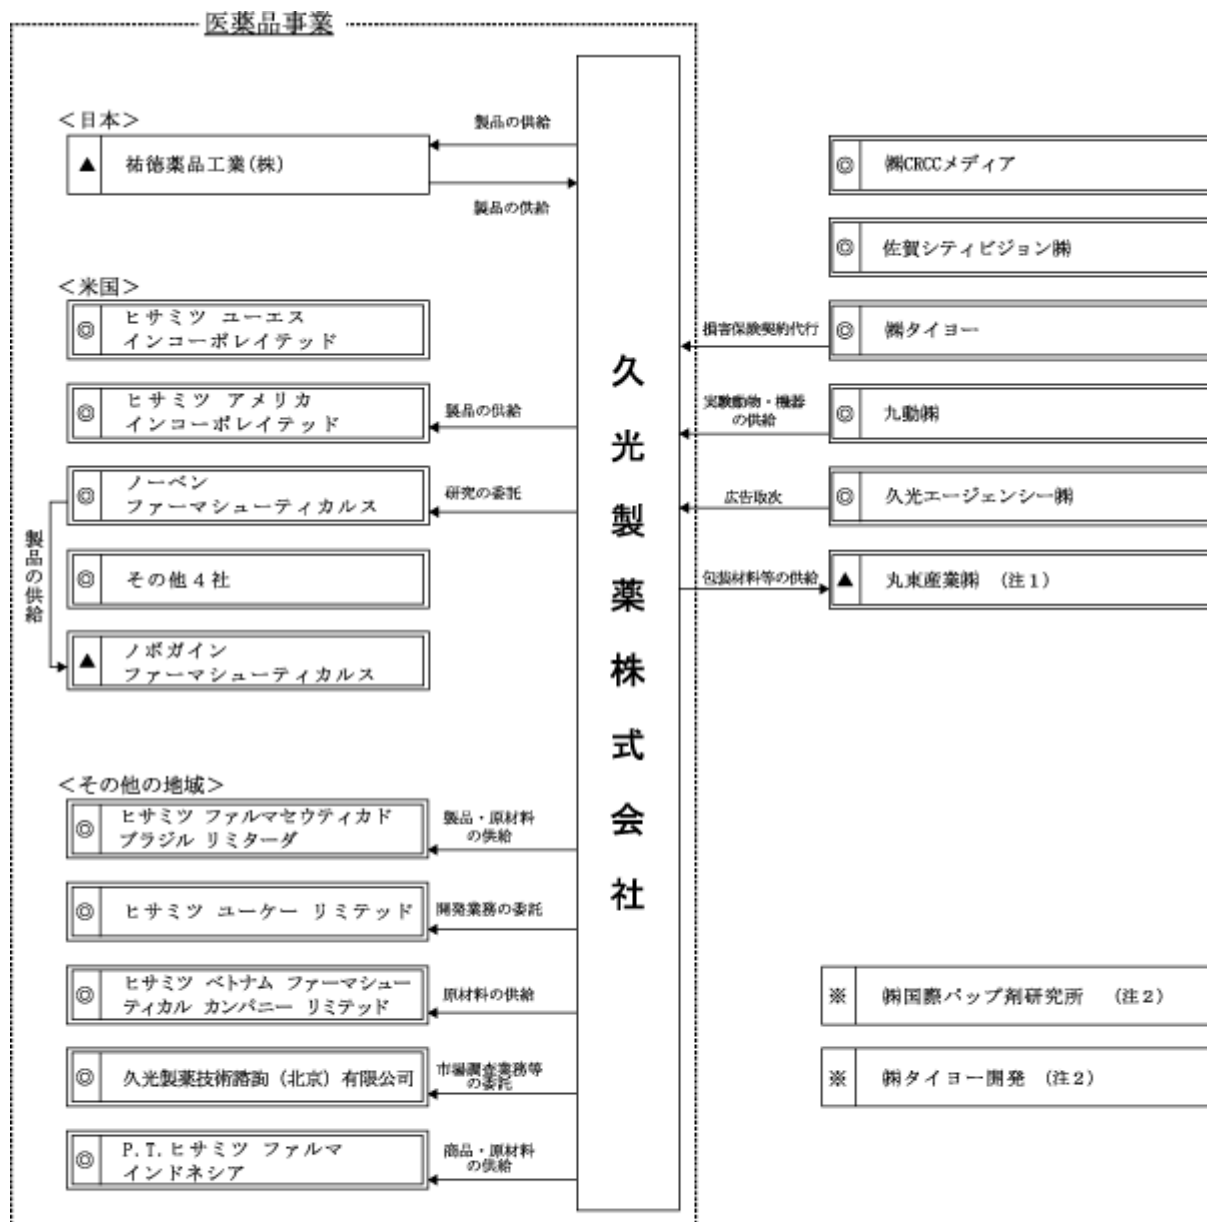 医薬品事業
＜日本＞
▲ 祐徳薬品工業(株)
製品の供給
製品の供給
＜米国＞
◎ ヒサミツ ユーエス
インコーポレイテッド
◎ ヒサミツ アメリカ
インコーポレイテッド
製品の供給
◎ ノーベン
ファーマシューティカルス
研究の委託
製品の供給
◎ その他４社
▲ ノボガイン
ファーマシューティカルス
＜その他の地域＞
◎ ヒサミツ ファルマセウティカド
ブラジル リミターダ
製品・原材料
の供給
◎ ヒサミツ ユーケー リミテッド
開発業務の委託
◎ ヒサミツ ベトナム ファーマシュー
ティカル カンパニー リミテッド
原材料の供給
◎ 久光製薬技術諮詢（北京）有限公司
市場調査業務等
の委託
◎ P.T.ヒサミツ ファルマ
インドネシア
商品・原材料
の供給
久光製薬株式会社
◎ ㈱CRCCメディア
◎ 佐賀シティビジョン㈱
損害保険契約代行
◎ ㈱タイヨー
実験動物・機器
の供給
◎ 九動㈱
広告取次
◎ 久光エージェンシー㈱
包装材料等の供給
▲ 丸東産業㈱ （注１）
※ ㈱国際パップ剤研究所 （注２）
※ ㈱タイヨー開発 （注２）